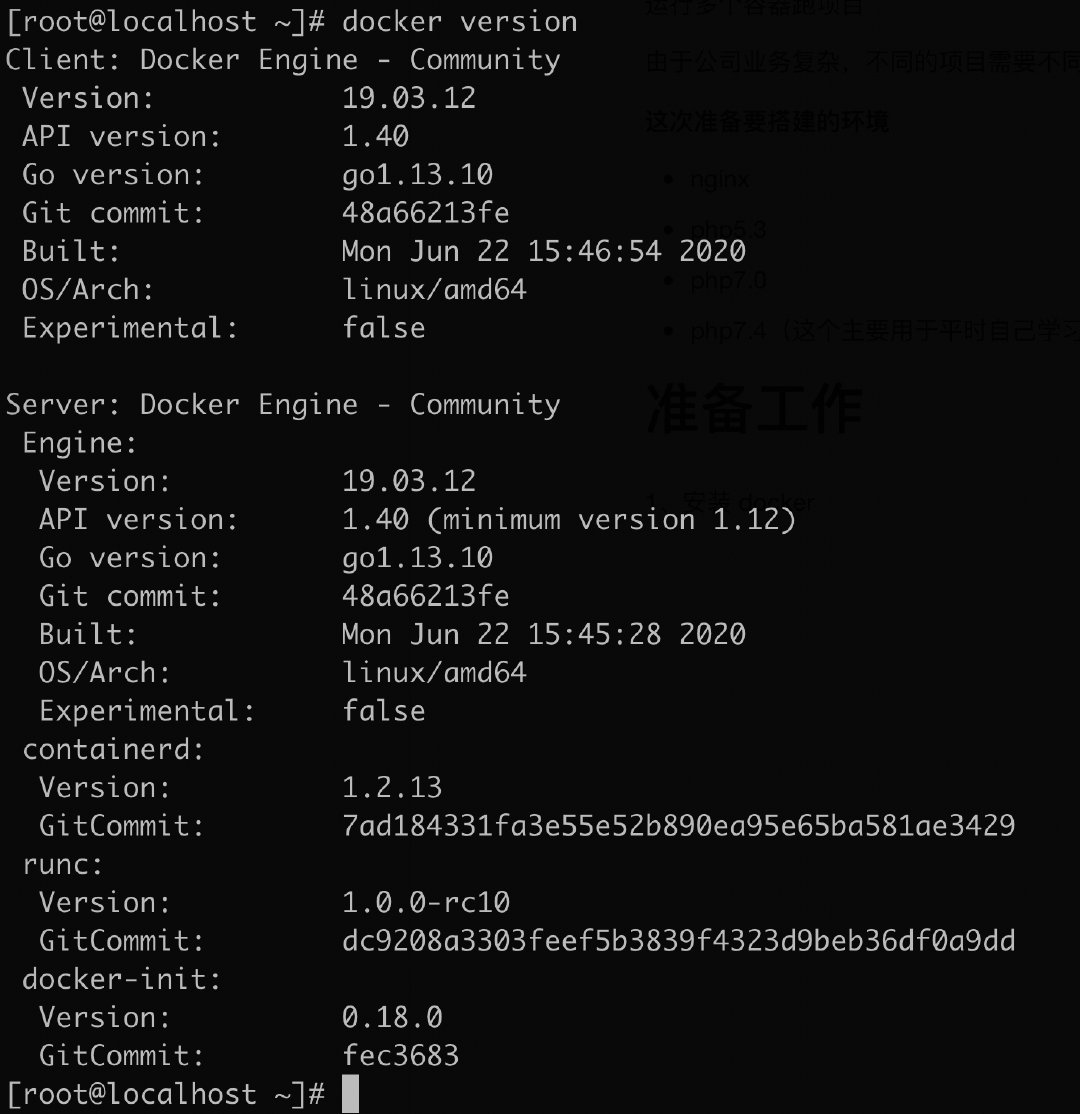 [root@localhost ~]# docker version
Client: Docker Engine - Community
Version: 19.03.12
API version: 1.40
Go version: go1.13.10
Git commit: 48a66213fe
Built: Mon Jun 22 15:46:54 2020
OS/Arch: linux/amd64
Experimental: false
Server: Docker Engine - Community
Engine:
Version: 19.03.12
API version: 1.40 (minimum version 1.12)
Go version: go1.13.10
Git commit: 48a66213fe
Built: Mon Jun 22 15:45:28 2020
OS/Arch: linux/amd64
Experimental: false
containerd:
Version: 1.2.13
GitCommit: 7ad184331fa3e55e52b890ea95e65ba581ae3429
runc:
Version: 1.0.0-rc10
GitCommit: dc9208a3303feef5b3839f4323d9beb36df0a9dd
docker-init:
Version: 0.18.0
GitCommit: fec3683
[root@localhost ~]#
运行多个容器跑项目
由于公司业务复杂，不同的项目需要不同
这次准备要搭建的环境
nginx
php5.3
php7.0
php7.4（这个主要用于平时自己学习
准备工作
1、安装 docker